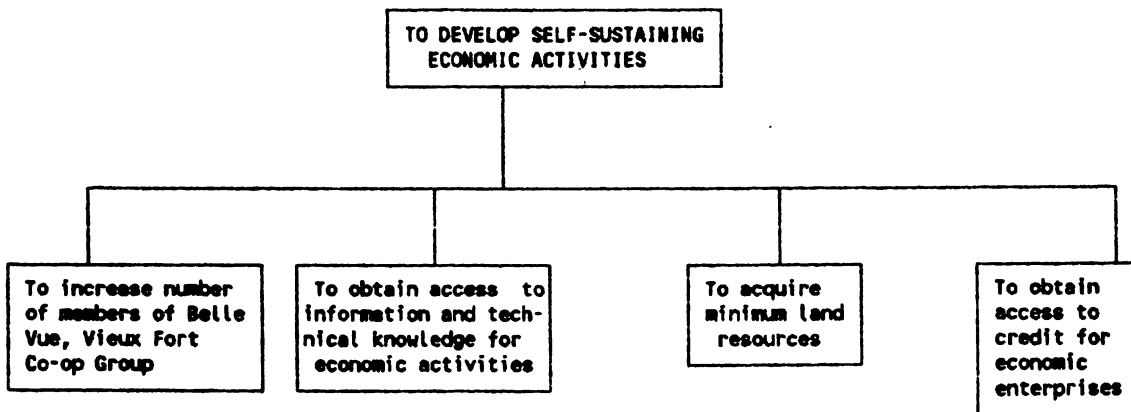 TO DEVELOP SELF-SUSTAINING
ECONOMIC ACTIVITIES
To increase number
of members of Belle
Vue, Vieux Fort
Co-op Group
To obtain access to
information and tech-
nical knowledge for
economic activities
To acquire
minimum land
resources
To obtain
access to
credit for
economic
enterprises